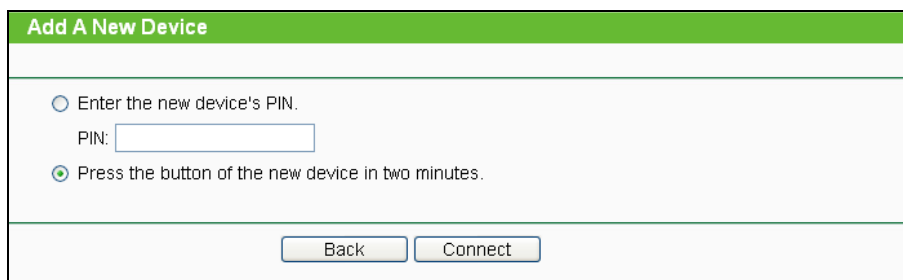 Add A New Device
Enter the new device's PIN.
PIN:
Press the button of the new device in two minutes.
Back Connect